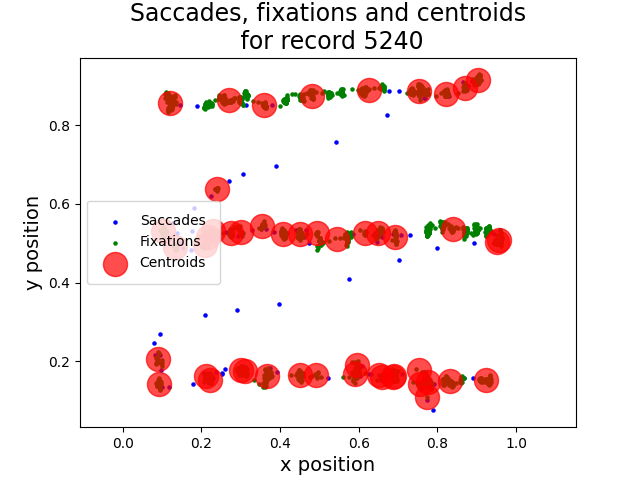 Saccades, fixations and centroids
for record 5240
y position
0.8
0.6
0.4
0.2
Saccades
Fixations
Centroids
0.0 0.2 0.4 0.6 0.8 1.0
x position